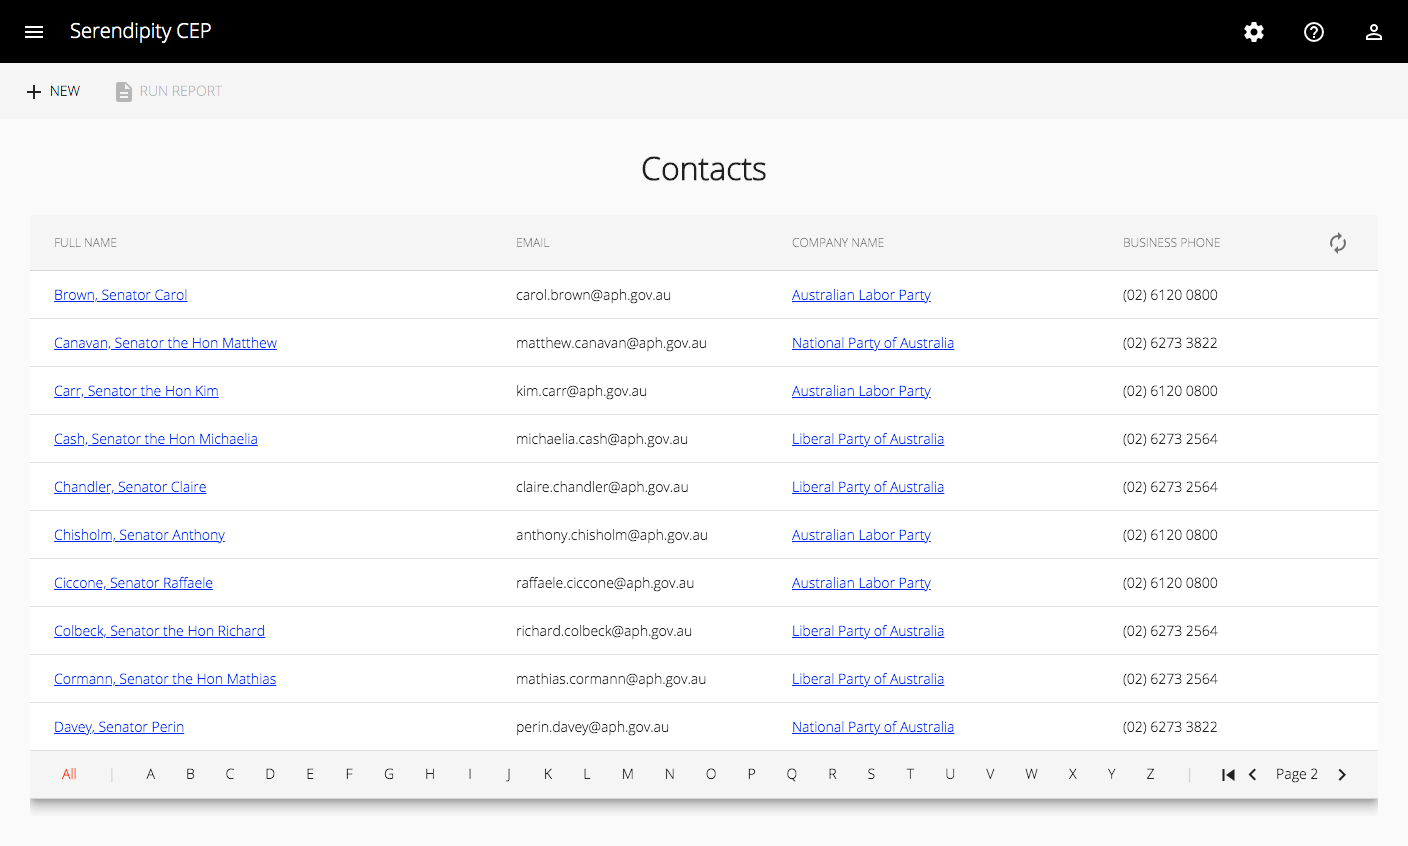 Serendipity CEP
NEW RUN REPORT
Contacts
FULL NAME EMAIL COMPANY NAME BUSINESS PHONE
Brown, Senator Carol carol.brown@aph.gov.au Australian Labor Party (02) 6120 0800
Canavan, Senator the Hon Matthew matthew.canavan@aph.gov.au National Party of Australia (02) 6273 3822
Carr, Senator the Hon Kim kim.carr@aph.gov.au Australian Labor Party (02) 6120 0800
Cash, Senator the Hon Michaelia michaelia.cash@aph.gov.au Liberal Party of Australia (02) 6273 2564
Chandler, Senator Claire claire.chandler@aph.gov.au Liberal Party of Australia (02) 6273 2564
Chisholm, Senator Anthony anthony.chisholm@aph.gov.au Australian Labor Party (02) 6120 0800
Ciccone, Senator Raffaele raffaele.ciccone@aph.gov.au Australian Labor Party (02) 6120 0800
Colbeck, Senator the Hon Richard richard.colbeck@aph.gov.au Liberal Party of Australia (02) 6273 2564
Cormann, Senator the Hon Mathias mathias.cormann@aph.gov.au Liberal Party of Australia (02) 6273 2564
Davey, Senator Perin perin.davey@aph.gov.au National Party of Australia (02) 6273 3822
All | A B C D E F G H I J K L M N O P Q R S T U V W X Y Z | Page 2